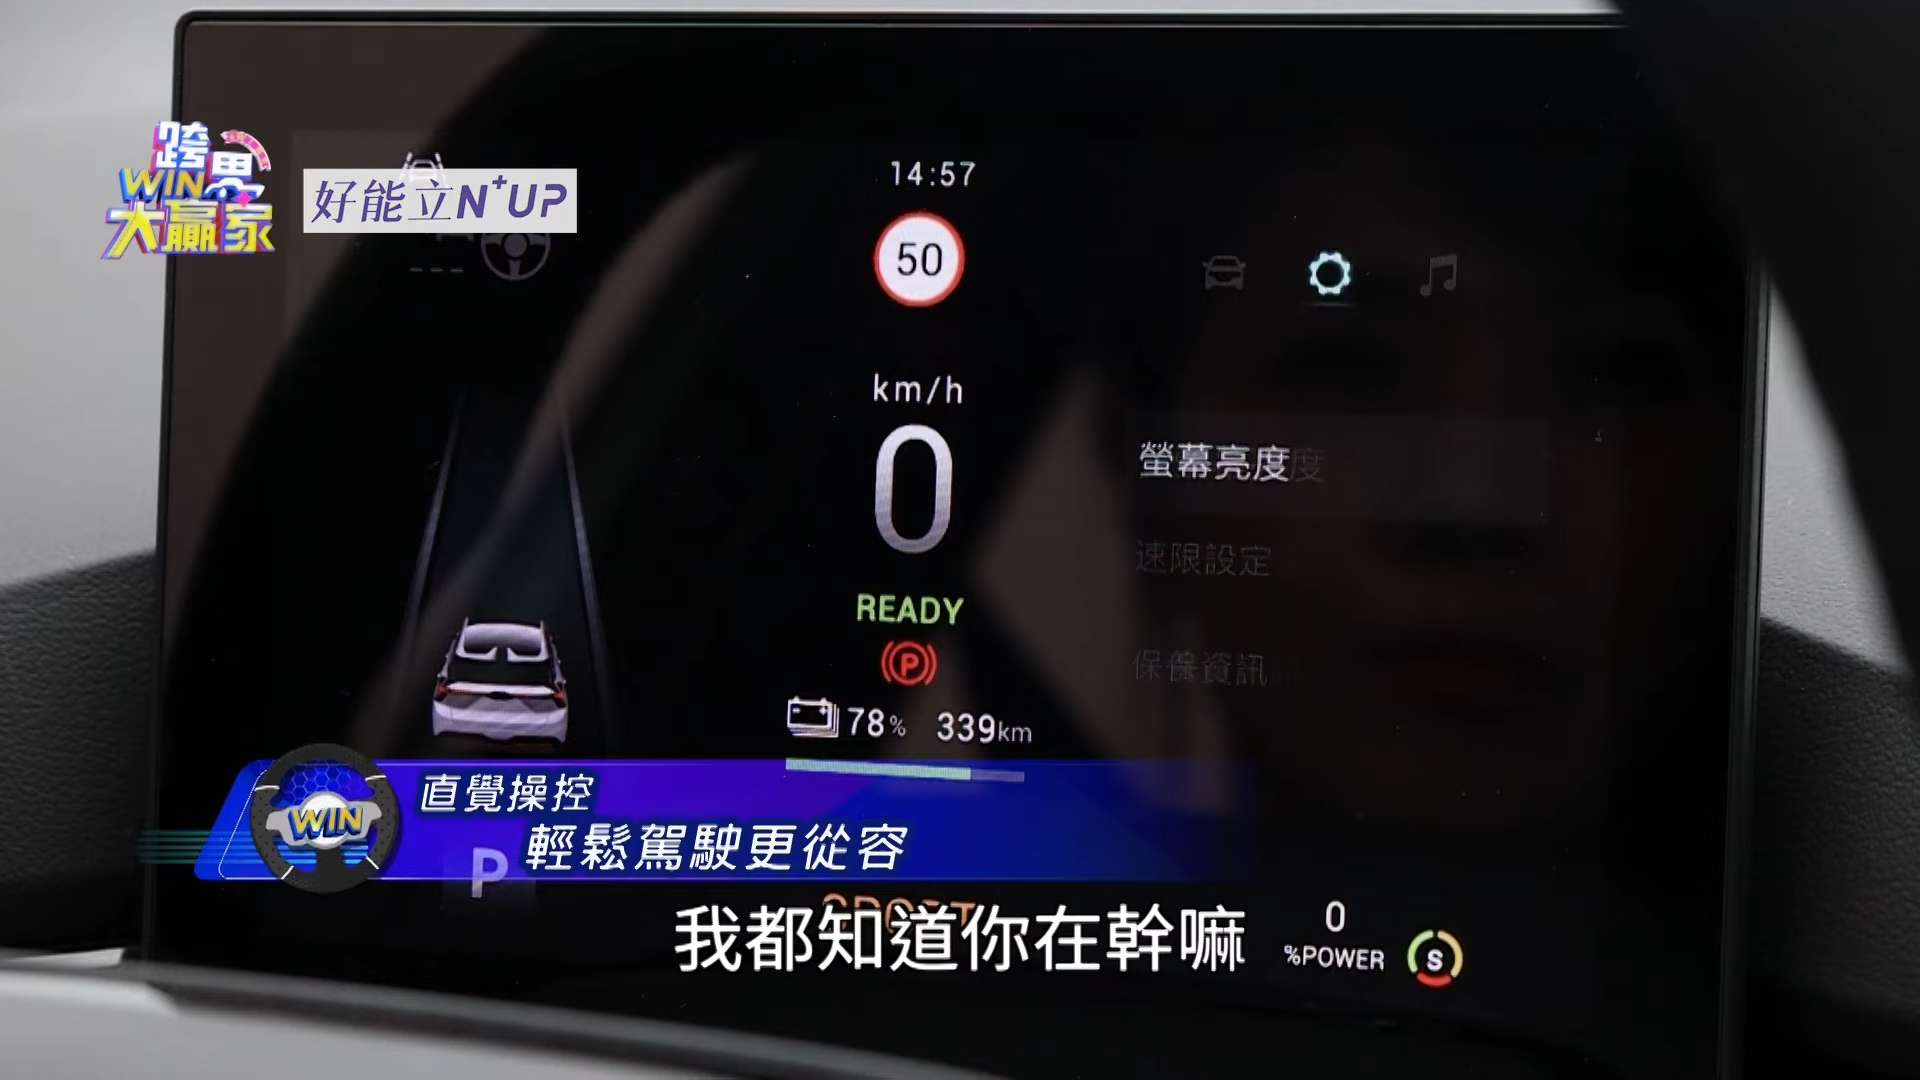 跨界
WIN
大贏家
好能立N+UP
14:57
50
km/h
0
READY
P
78% 339km
螢幕亮度
速限設定
保養資訊
WIN
直覺操控
輕鬆駕駛更從容
P
SPORT
我都知道你在幹嘛
0
%POWER
S